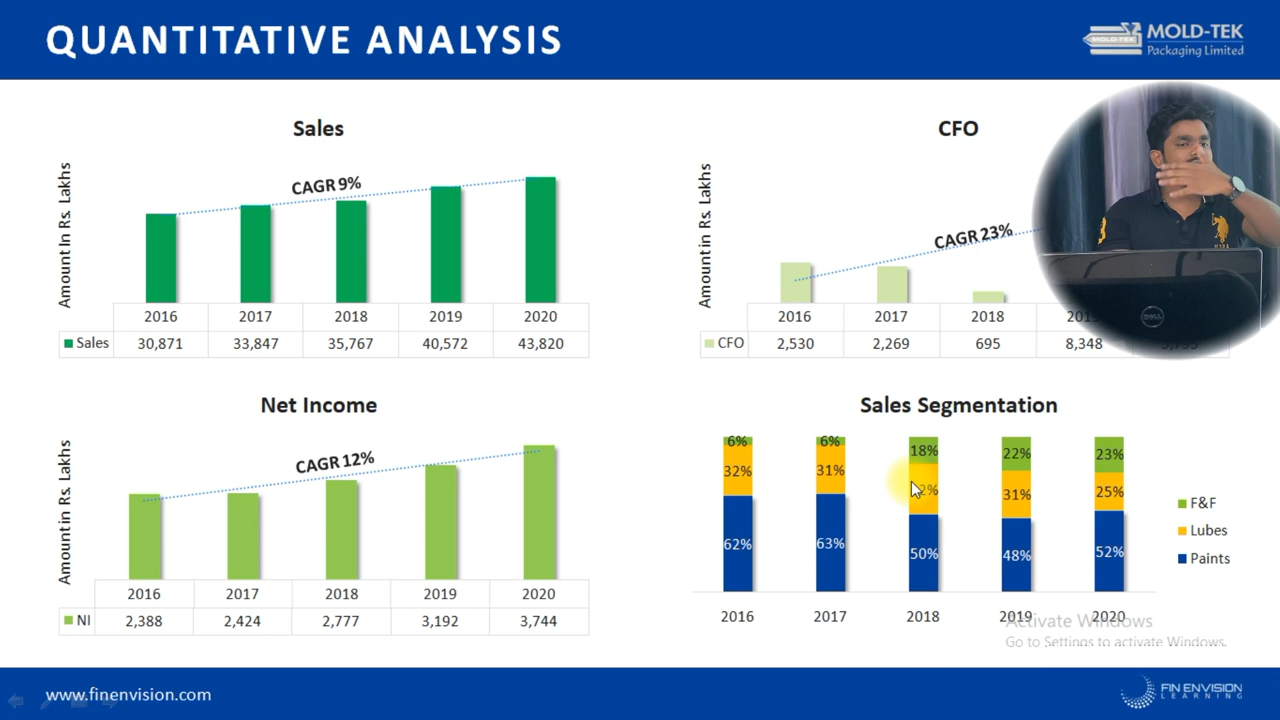 QUANTITATIVE ANALYSIS
MOLD-TEK
Packaging Limited
Sales
Amount In Rs. Lakhs
CAGR 9%
2016 2017 2018 2019 2020
Sales 30,871 33,847 35,767 40,572 43,820
CFO
Amount in Rs. Lakhs
CAGR 23%
2016 2017 2018
CFO 2,530 2,269 695 8,348
DELL
Net Income
Amount in Rs. Lakhs
CAGR 12%
2016 2017 2018 2019 2020
NI 2,388 2,424 2,777 3,192 3,744
Sales Segmentation
6% 6% 18% 22% 23%
32% 31% 31% 25%
62% 63% 50% 48% 52%
2016 2017 2018 2019 2020
F&F
Lubes
Paints
Activate Windows
Go to Settings to activate Windows.
www.finenvision.com
FIN ENVISION
LEARNING